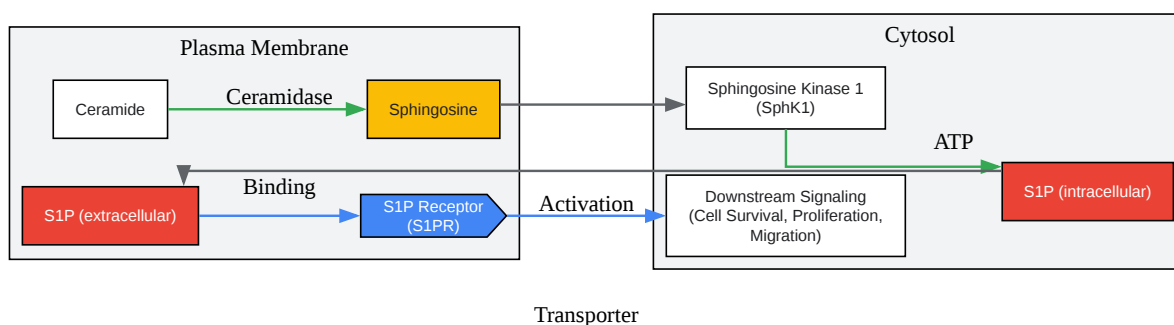 Plasma Membrane
Cytosol
Ceramide
Ceramidase
Sphingosine
Sphingosine Kinase 1
(SphK1)
ATP
S1P (extracellular)
Binding
S1P Receptor
(S1PR)
Activation
Downstream Signaling
(Cell Survival, Proliferation,
Migration)
S1P (intracellular)
Transporter